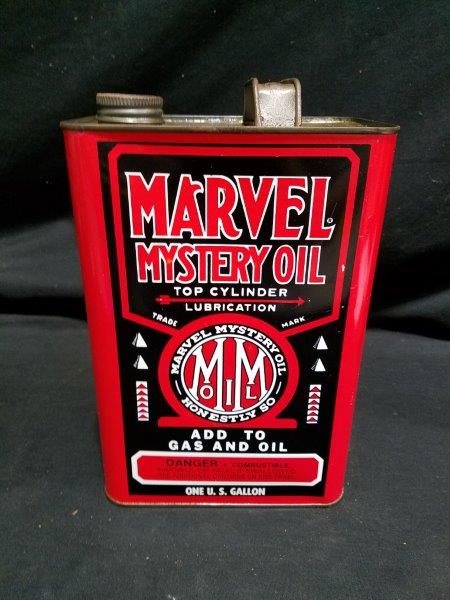 MARVEL®
MYSTERY OIL
TOP CYLINDER
LUBRICATION
TRADE MARK
MARVEL MYSTERY OIL
MM
OIL
HONESTLY SO
ADD TO
GAS AND OIL
DANGER • COMBUSTIBLE
ONE U. S. GALLON